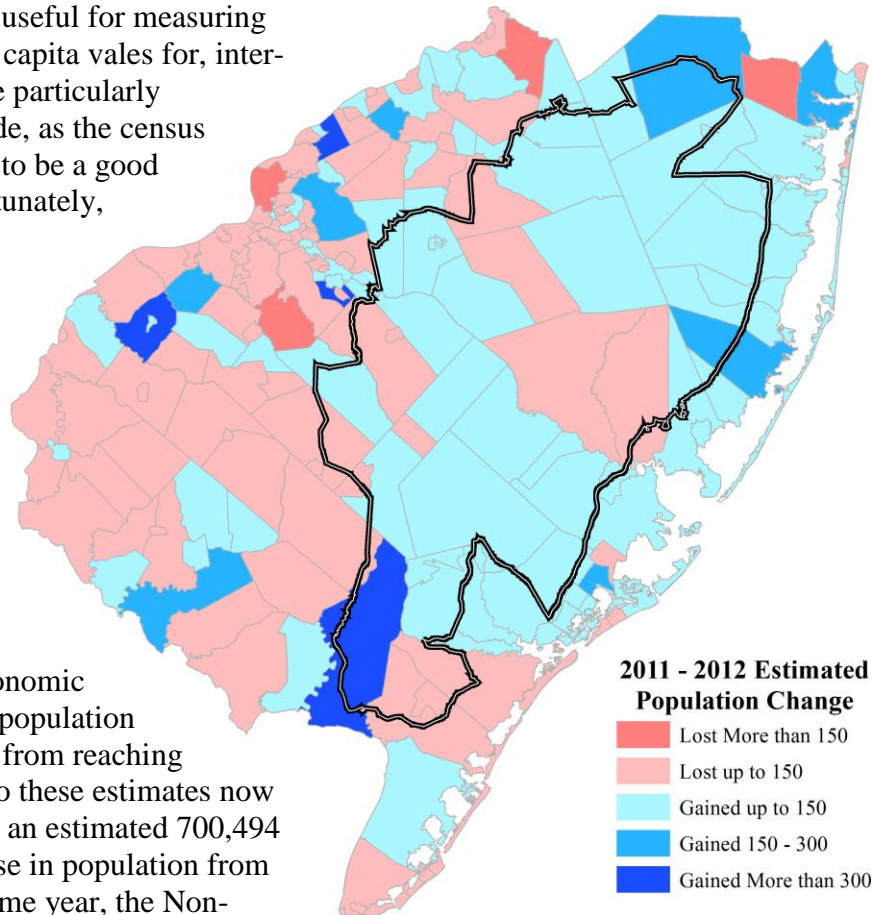 useful for measuring
capita vales for, inter-
particularly
de, as the census
to be a good
tunately,
onomic
population
from reaching
o these estimates now
an estimated 700,494
se in population from
me year, the Non-
2011 - 2012 Estimated
Population Change
Lost More than 150
Lost up to 150
Gained up to 150
Gained 150 - 300
Gained More than 300